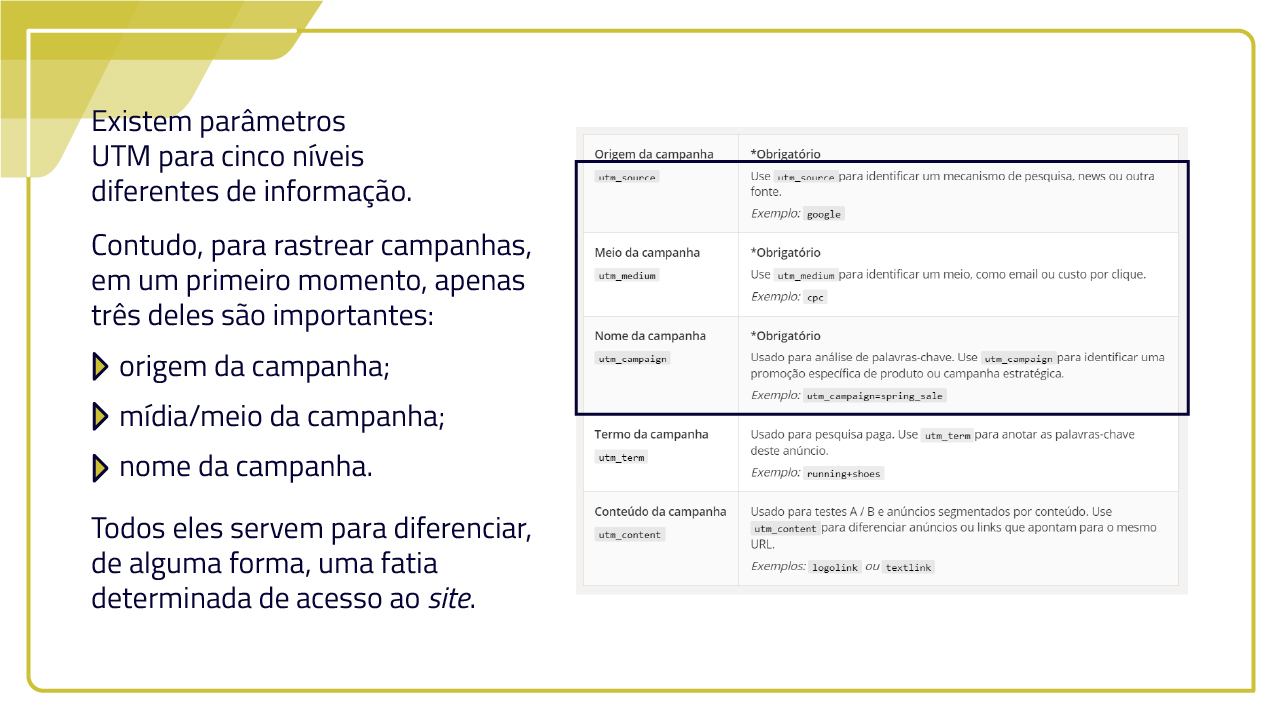 Existem parâmetros
UTM para cinco níveis
diferentes de informação.
Contudo, para rastrear campanhas,
em um primeiro momento, apenas
três deles são importantes:
origem da campanha;
mídia/meio da campanha;
nome da campanha.
Todos eles servem para diferenciar,
de alguma forma, uma fatia
determinada de acesso ao site.
Origem da campanha
utm_source
*Obrigatório
Use utm_source para identificar um mecanismo de pesquisa, news ou outra
fonte.
Exemplo: google
Meio da campanha
utm_medium
*Obrigatório
Use utm_medium para identificar um meio, como email ou custo por clique.
Exemplo: cpc
Nome da campanha
utm_campaign
*Obrigatório
Usado para análise de palavras-chave. Use utm_campaign para identificar uma
promoção específica de produto ou campanha estratégica.
Exemplo: utm_campaign=spring_sale
Termo da campanha
utm_term
Usado para pesquisa paga. Use utm_term para anotar as palavras-chave
deste anúncio.
Exemplo: running+shoes
Conteúdo da campanha
utm_content
Usado para testes A / B e anúncios segmentados por conteúdo. Use
utm_content para diferenciar anúncios ou links que apontam para o mesmo
URL.
Exemplos: logolink ou textlink